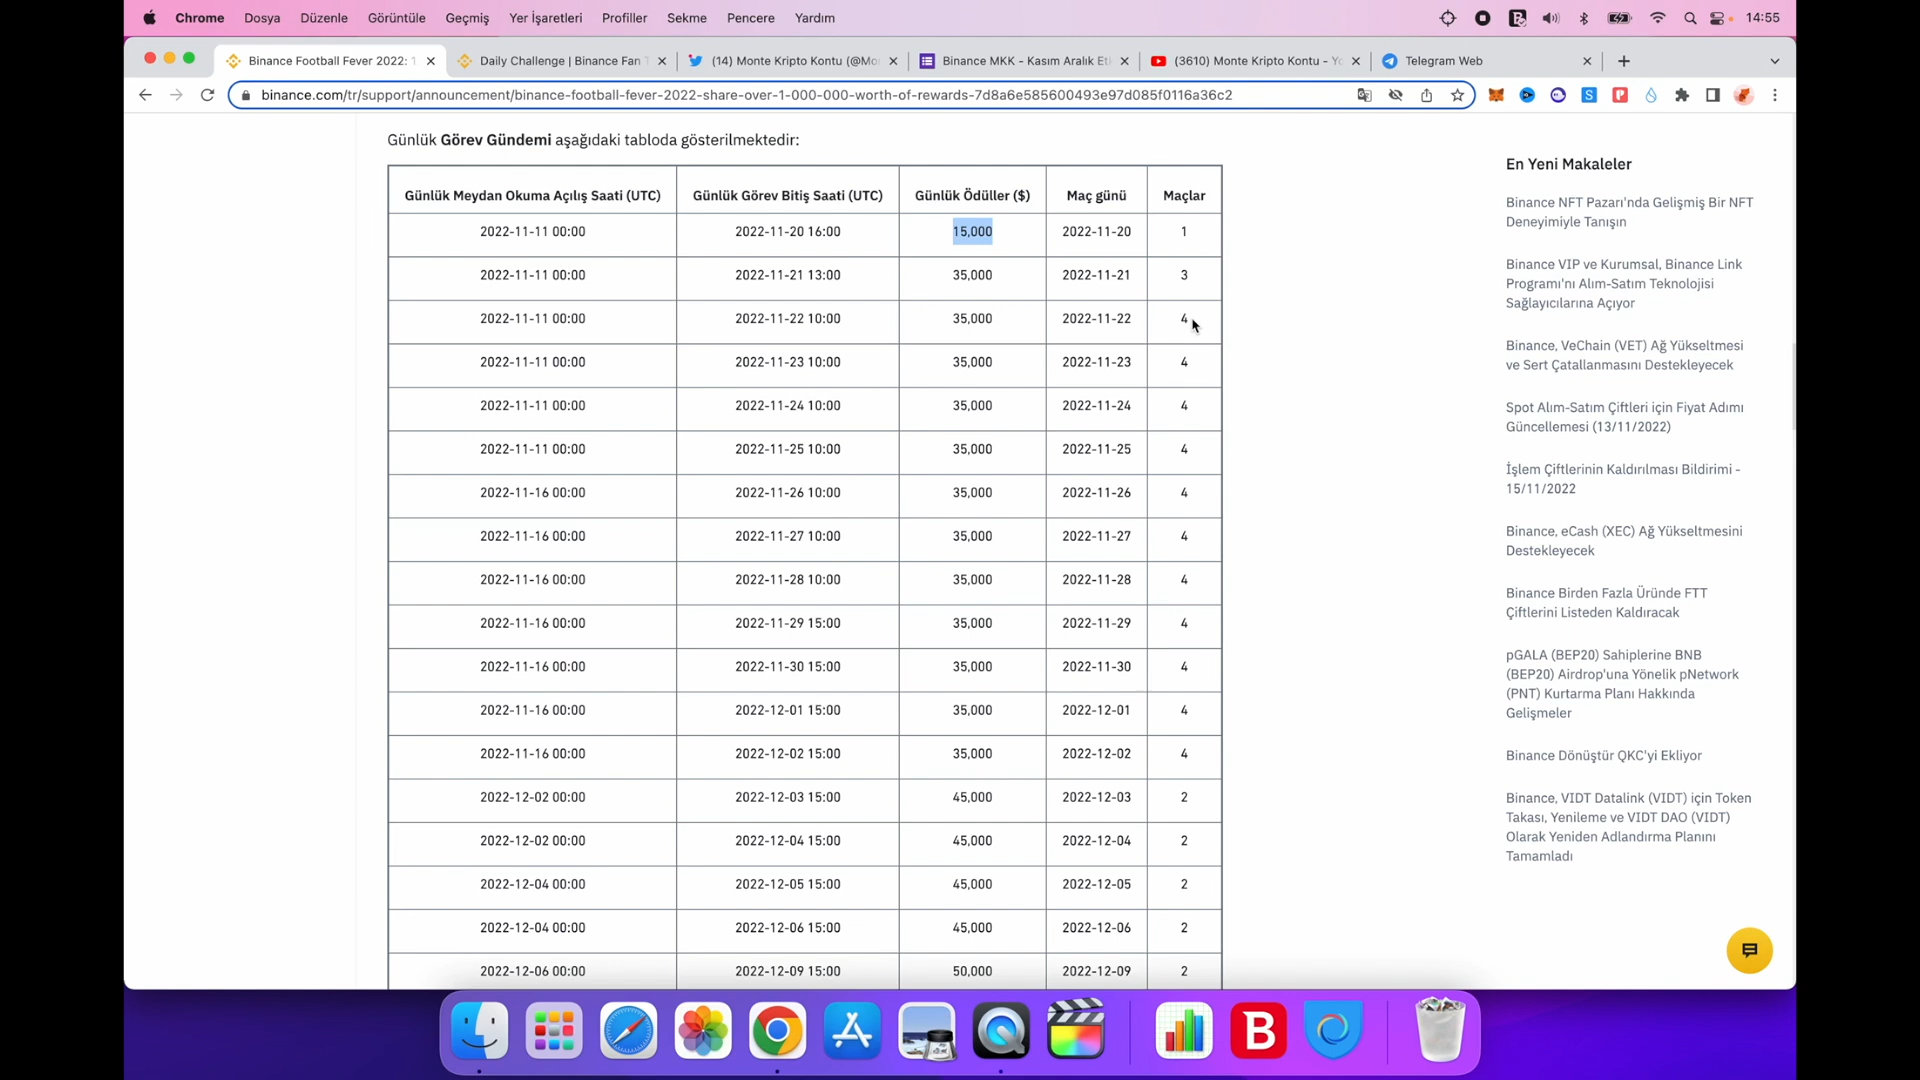 Chrome Dosya Düzenle Görüntüle Geçmiş Yer İşaretleri Profiller Sekme Pencere Yardım 14:55
Binance Football Fever 2022: Daily Challenge | Binance Fan (14) Monte Kripto Kontu (@Mo Binance MKK - Kasım Aralık Etk (3610) Monte Kripto Kontu - Yo Telegram Web
binance.com/tr/support/announcement/binance-football-fever-2022-share-over-1-000-000-worth-of-rewards-7d8a6e585600493e97d085f0116a36c2
Günlük Görev Gündemi aşağıdaki tabloda gösterilmektedir:
Günlük Meydan Okuma Açılış Saati (UTC) Günlük Görev Bitiş Saati (UTC) Günlük Ödüller ($) Maç günü Maçlar
2022-11-11 00:00 2022-11-20 16:00 15,000 2022-11-20 1
2022-11-11 00:00 2022-11-21 13:00 35,000 2022-11-21 3
2022-11-11 00:00 2022-11-22 10:00 35,000 2022-11-22 4
2022-11-11 00:00 2022-11-23 10:00 35,000 2022-11-23 4
2022-11-11 00:00 2022-11-24 10:00 35,000 2022-11-24 4
2022-11-11 00:00 2022-11-25 10:00 35,000 2022-11-25 4
2022-11-16 00:00 2022-11-26 10:00 35,000 2022-11-26 4
2022-11-16 00:00 2022-11-27 10:00 35,000 2022-11-27 4
2022-11-16 00:00 2022-11-28 10:00 35,000 2022-11-28 4
2022-11-16 00:00 2022-11-29 15:00 35,000 2022-11-29 4
2022-11-16 00:00 2022-11-30 15:00 35,000 2022-11-30 4
2022-11-16 00:00 2022-12-01 15:00 35,000 2022-12-01 4
2022-11-16 00:00 2022-12-02 15:00 35,000 2022-12-02 4
2022-12-02 00:00 2022-12-03 15:00 45,000 2022-12-03 2
2022-12-02 00:00 2022-12-04 15:00 45,000 2022-12-04 2
2022-12-04 00:00 2022-12-05 15:00 45,000 2022-12-05 2
2022-12-04 00:00 2022-12-06 15:00 45,000 2022-12-06 2
2022-12-06 00:00 2022-12-09 15:00 50,000 2022-12-09 2
En Yeni Makaleler
Binance NFT Pazarı'nda Gelişmiş Bir NFT
Deneyimiyle Tanışın
Binance VIP ve Kurumsal, Binance Link
Programı'nı Alım-Satım Teknolojisi
Sağlayıcılarına Açıyor
Binance, VeChain (VET) Ağ Yükseltmesi
ve Sert Çatallanmasını Destekleyecek
Spot Alım-Satım Çiftleri için Fiyat Adımı
Güncellemesi (13/11/2022)
İşlem Çiftlerinin Kaldırılması Bildirimi -
15/11/2022
Binance, eCash (XEC) Ağ Yükseltmesini
Destekleyecek
Binance Birden Fazla Üründe FTT
Çiftlerini Listeden Kaldıracak
pGALA (BEP20) Sahiplerine BNB
(BEP20) Airdrop'una Yönelik pNetwork
(PNT) Kurtarma Planı Hakkında
Gelişmeler
Binance Dönüştür QKC'yi Ekliyor
Binance, VIDT Datalink (VIDT) için Token
Takası, Yenileme ve VIDT DAO (VIDT)
Olarak Yeniden Adlandırma Planını
Tamamladı
B